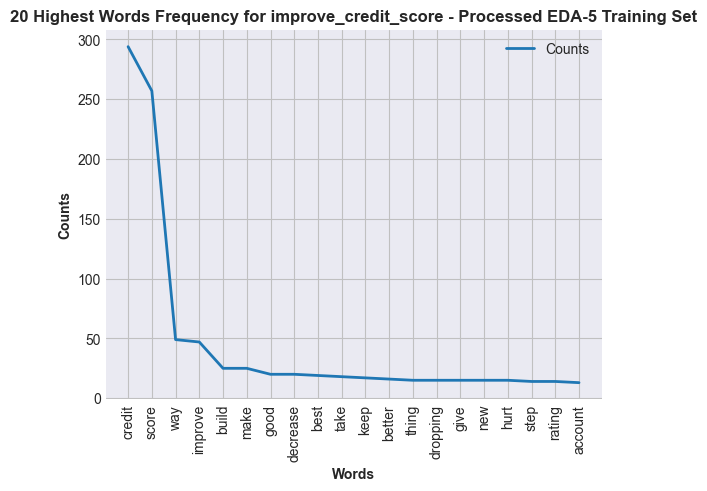 20 Highest Words Frequency for improve_credit_score - Processed EDA-5 Training Set
Counts
300
250
200
150
100
50
0
Counts
credit
score
way
improve
build
make
good
decrease
best
take
keep
better
thing
dropping
give
new
hurt
step
rating
account
Words